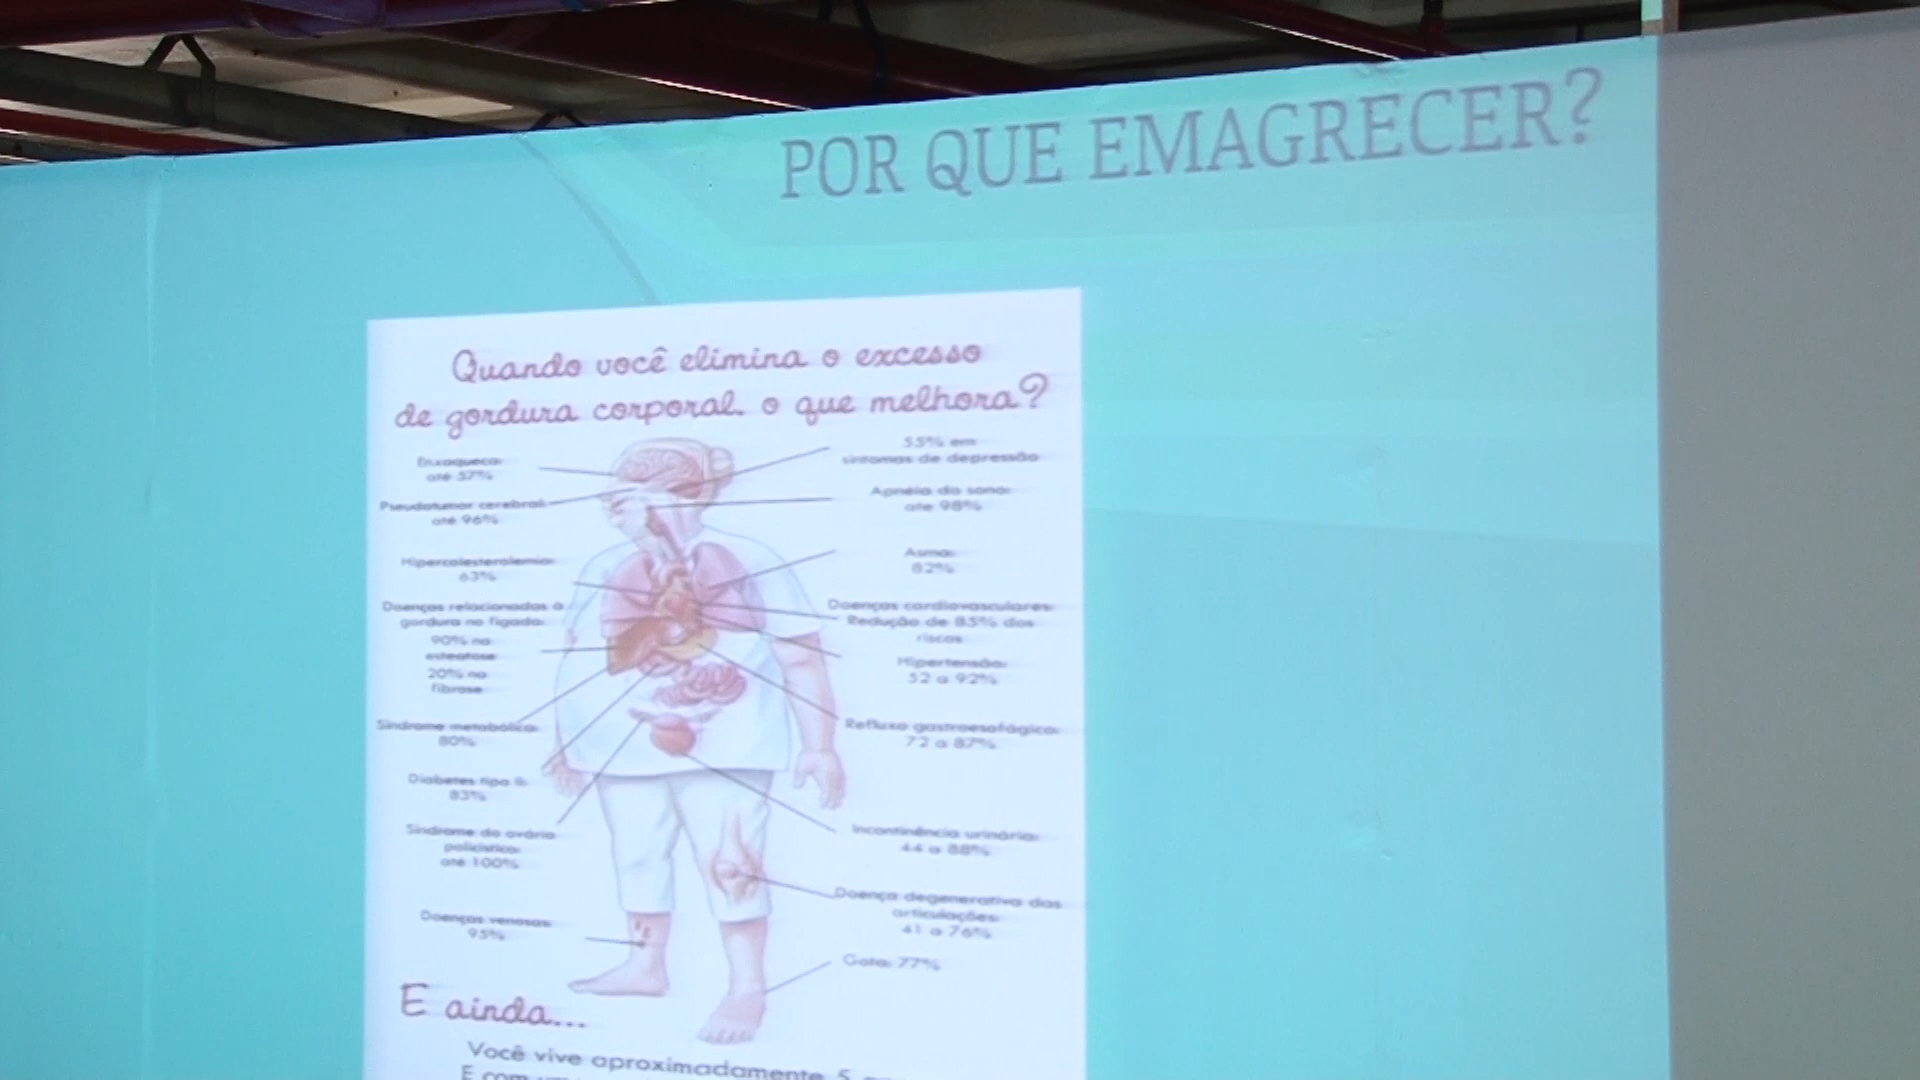 POR QUE EMAGRECER?
Quando você elimina o excesso
de gordura corporal, o que melhora?
Enxaqueca:
até 57%
Pseudotumor cerebral:
até 96%
Hipercolesterolemia:
63%
Doenças relacionadas à
gordura no fígado:
90% na
esteatose
20% na
fibrose
Síndrome metabólica:
80%
Diabetes tipo II:
83%
Síndrome do ovário
policístico:
até 100%
Doenças venosas:
95%
55% em
sintomas de depressão
Apnéia do sono:
até 98%
Asma:
82%
Doenças cardiovasculares:
Redução de 85% dos
riscos
Hipertensão:
52 a 92%
Refluxo gastroesofágico:
72 a 87%
Incontinência urinária:
44 a 88%
Doença degenerativa das
articulações:
41 a 76%
Gota: 77%
E ainda...
Você vive aproximadamente 5
E com